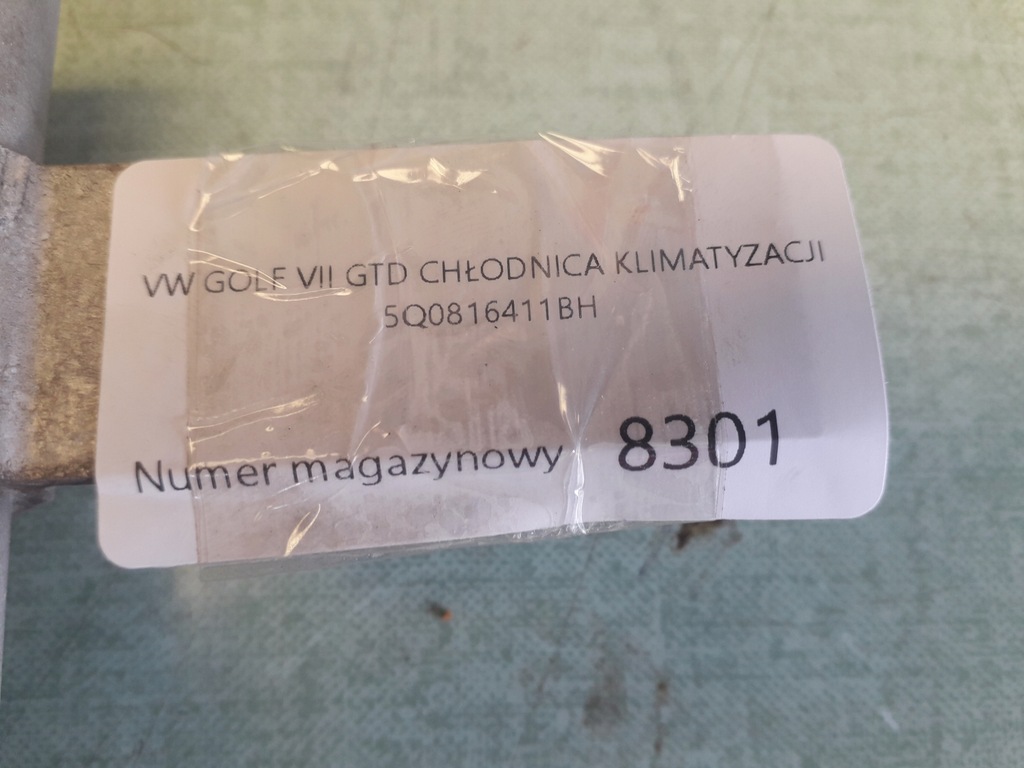 VW GOLF VII GTD CHŁODNICA KLIMATYZACJI
5Q0816411BH
Numer magazynowy 8301